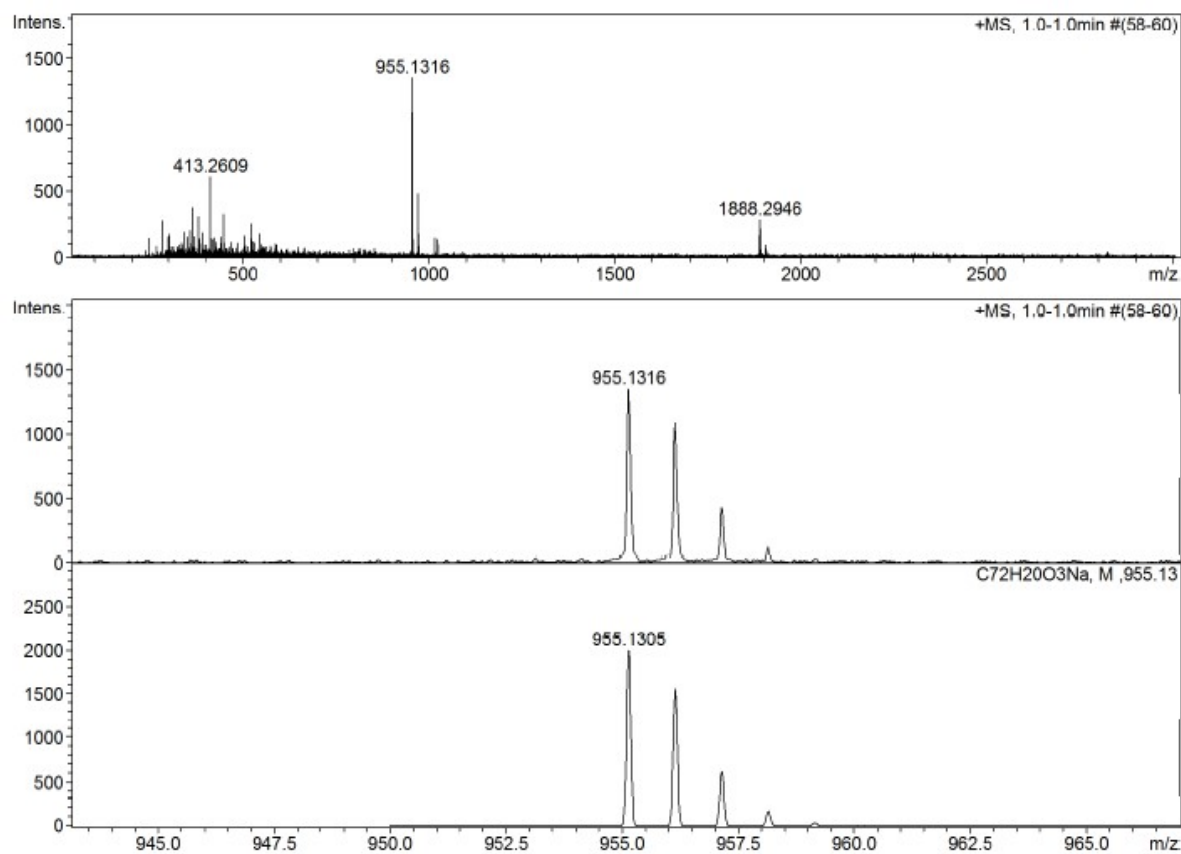 Intens.
+MS, 1.0-1.0min #(58-60)
1500
1000
500
0
955.1316
413.2609
1888.2946
500 1000 1500 2000 2500 m/z
Intens.
+MS, 1.0-1.0min #(58-60)
1500
1000
500
0
955.1316
C72H20O3Na, M ,955.13
2500
2000
1500
1000
500
0
955.1305
945.0 947.5 950.0 952.5 955.0 957.5 960.0 962.5 965.0 m/z